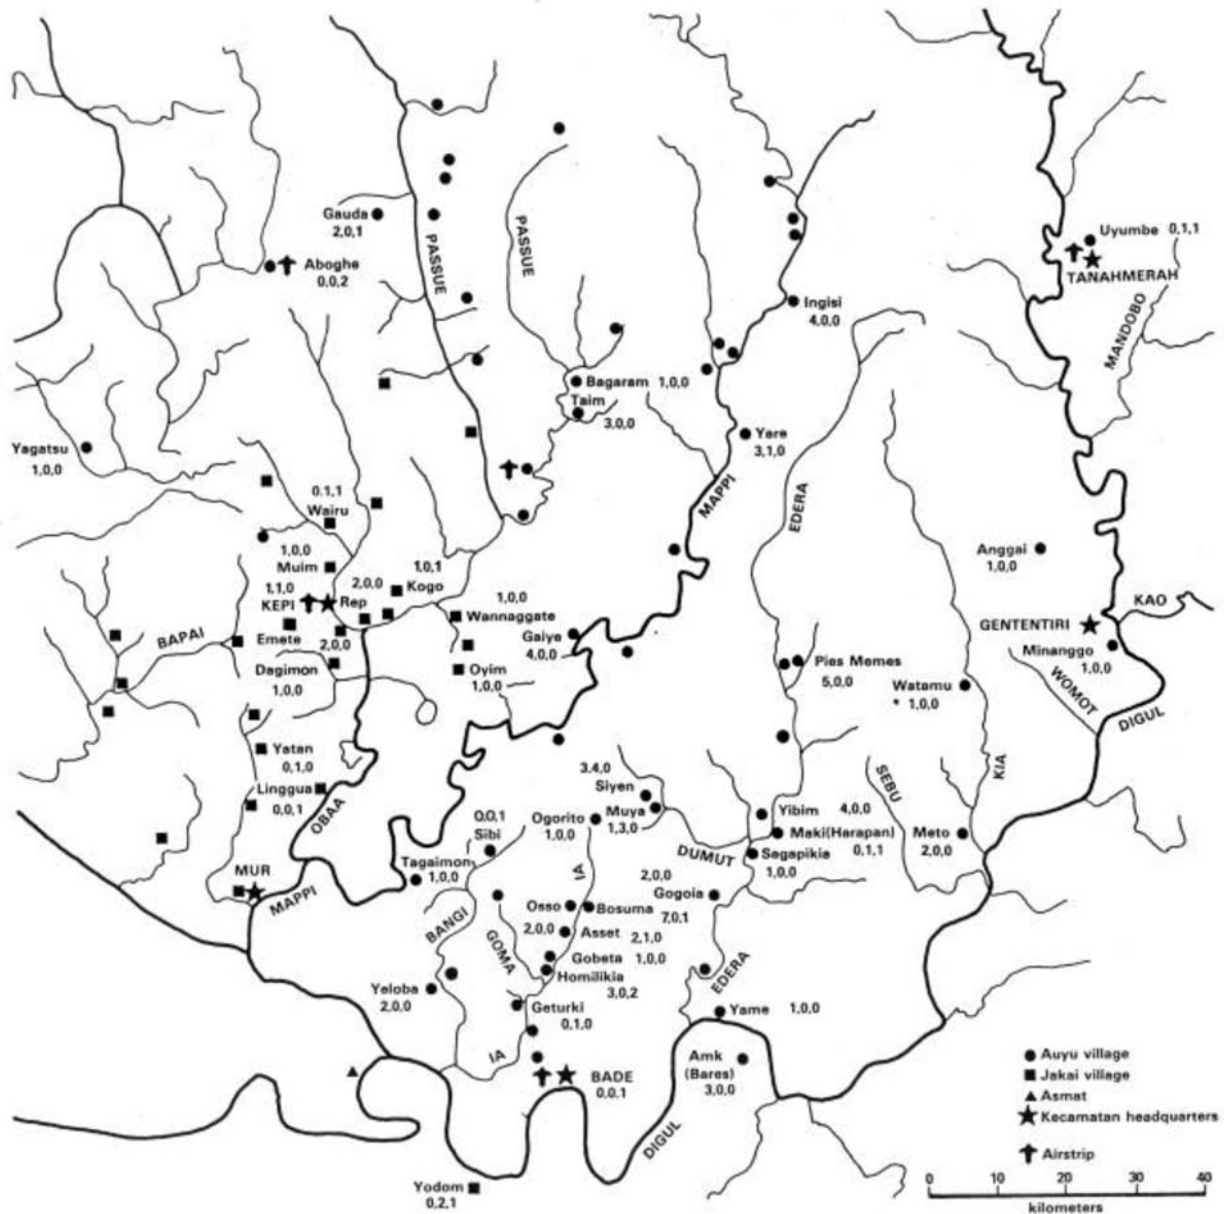 Gauda
2,0,1
PASSUE
PASSUE
Aboghe
0,0,2
Uyumbe 0,1,1
TANAHMERAH
MANDOBO
Ingisi
4,0,0
Bagaram 1,0,0
Taim
3,0,0
Yagatsu
1,0,0
Yare
3,1,0
MAPPI
EDERA
0,1,1
Wairu
1,0,0
Muim
1,1,0
KEPI
Rep
2,0,0
1,0,1
Kogo
1,0,0
Wannaggate
Anggai
1,0,0
KAO
GENTENTIRI
Minanggo
1,0,0
WOMOT
DIGUL
BAPAI
Emete
2,0,0
Dagimon
1,0,0
Gaiye
4,0,0
Oyim
1,0,0
Pies Memes
5,0,0
Watamu
1,0,0
KIA
Yatan
0,1,0
Linggua
0,0,1
OBAA
3,4,0
Siyen
Muya
1,3,0
SEBU
Ogorito
1,0,0
0,0,1
Sibi
Yibim 4,0,0
Maki(Harapan)
0,1,1
Meto
2,0,0
DUMUT
Sagapikia
1,0,0
Tagaimon
1,0,0
MUR
MAPPI
IA
2,0,0
Gogoia
7,0,1
BANGI
GOMA
Osso
2,0,0
Bosuma
Asset 2,1,0
Gobeta 1,0,0
Homilikia
3,0,2
EDERA
Yeloba
2,0,0
Geturki
0,1,0
Yame 1,0,0
IA
BADE
0,0,1
Amk
(Bares)
3,0,0
DIGUL
Yodom
0,2,1
Auyu village
Jakai village
Asmat
Kecamatan headquarters
Airstrip
0 10 20 30 40
kilometers